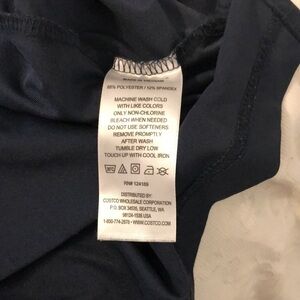 88% POLYESTER / 12% SPANDEX
MACHINE WASH COLD
WITH LIKE COLORS
ONLY NON-CHLORINE
BLEACH WHEN NEEDED
DO NOT USE SOFTENERS
REMOVE PROMPTLY
AFTER WASH
TUMBLE DRY LOW
TOUCH UP WITH COOL IRON
RN# 124189
DISTRIBUTED BY:
COSTCO WHOLESALE CORPORATION
P.O. BOX 34535, SEATTLE, WA
98124-1535 USA
1-800-774-2678 • WWW.COSTCO.COM